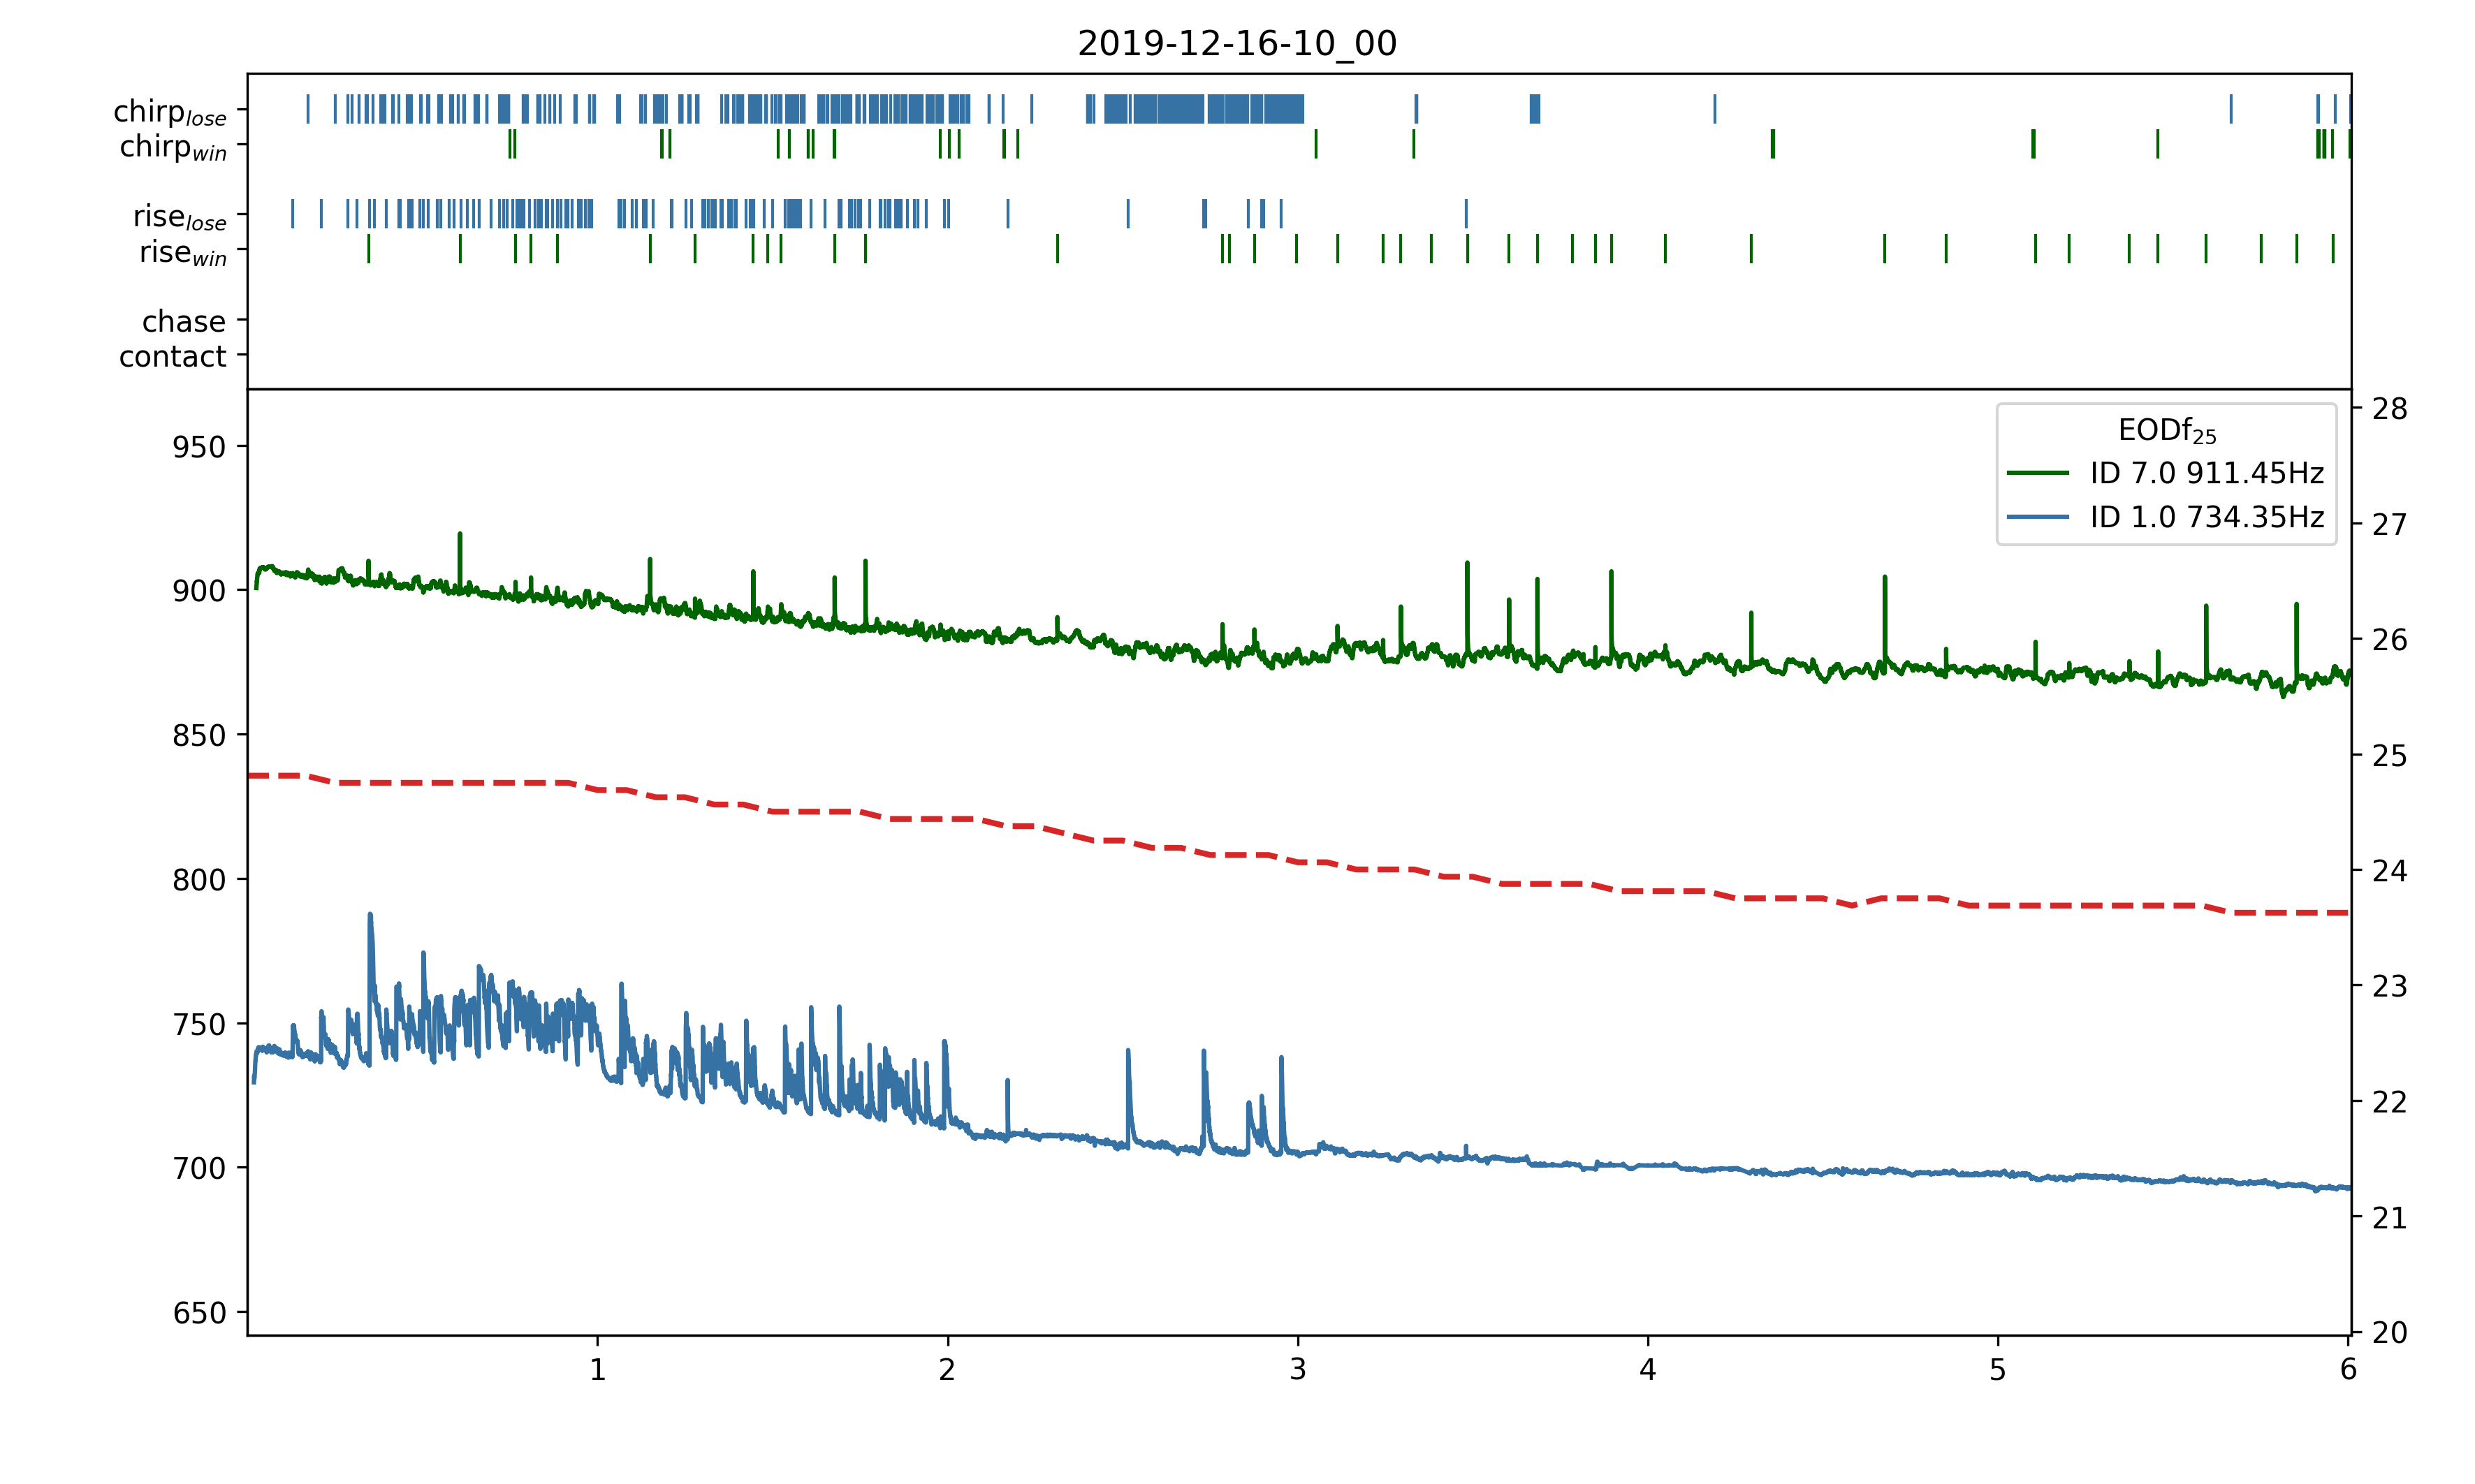 2019-12-16-10_00
chirp_lose
chirp_win
rise_lose
rise_win
chase
contact
950
900
850
800
750
700
650
28
27
26
25
24
23
22
21
20
EODf_25
ID 7.0 911.45Hz
ID 1.0 734.35Hz
1 2 3 4 5 6